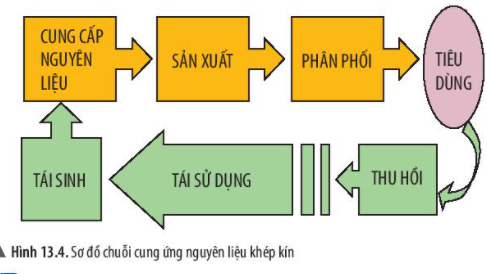 CUNG CẤP
NGUYÊN
LIỆU
SẢN XUẤT
PHÂN PHỐI
TIÊU
DÙNG
TÁI SINH
TÁI SỬ DỤNG
THU HỒI
Hình 13.4. Sơ đồ chuỗi cung ứng nguyên liệu khép kín